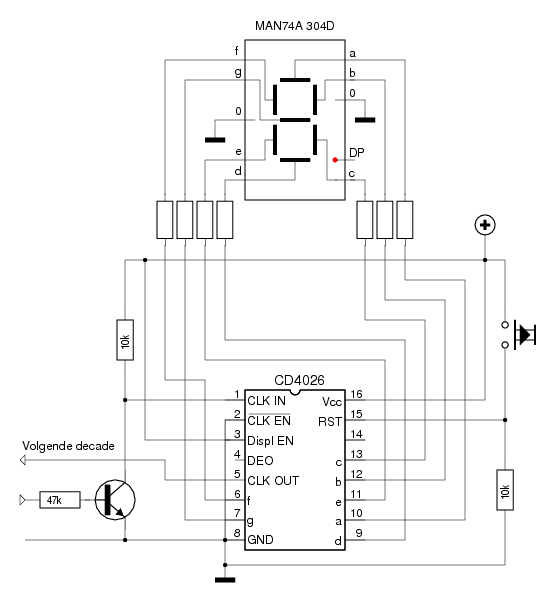 MAN74A 304D
f a
g b
0 0
e DP
d c
10k
CD4026
1 CLK IN Vcc 16
2 CLK EN RST 15
3 Displ EN 14
4 DEO c 13
5 CLK OUT b 12
6 f e 11
7 g a 10
8 GND d 9
Volgende decade
47k
10k